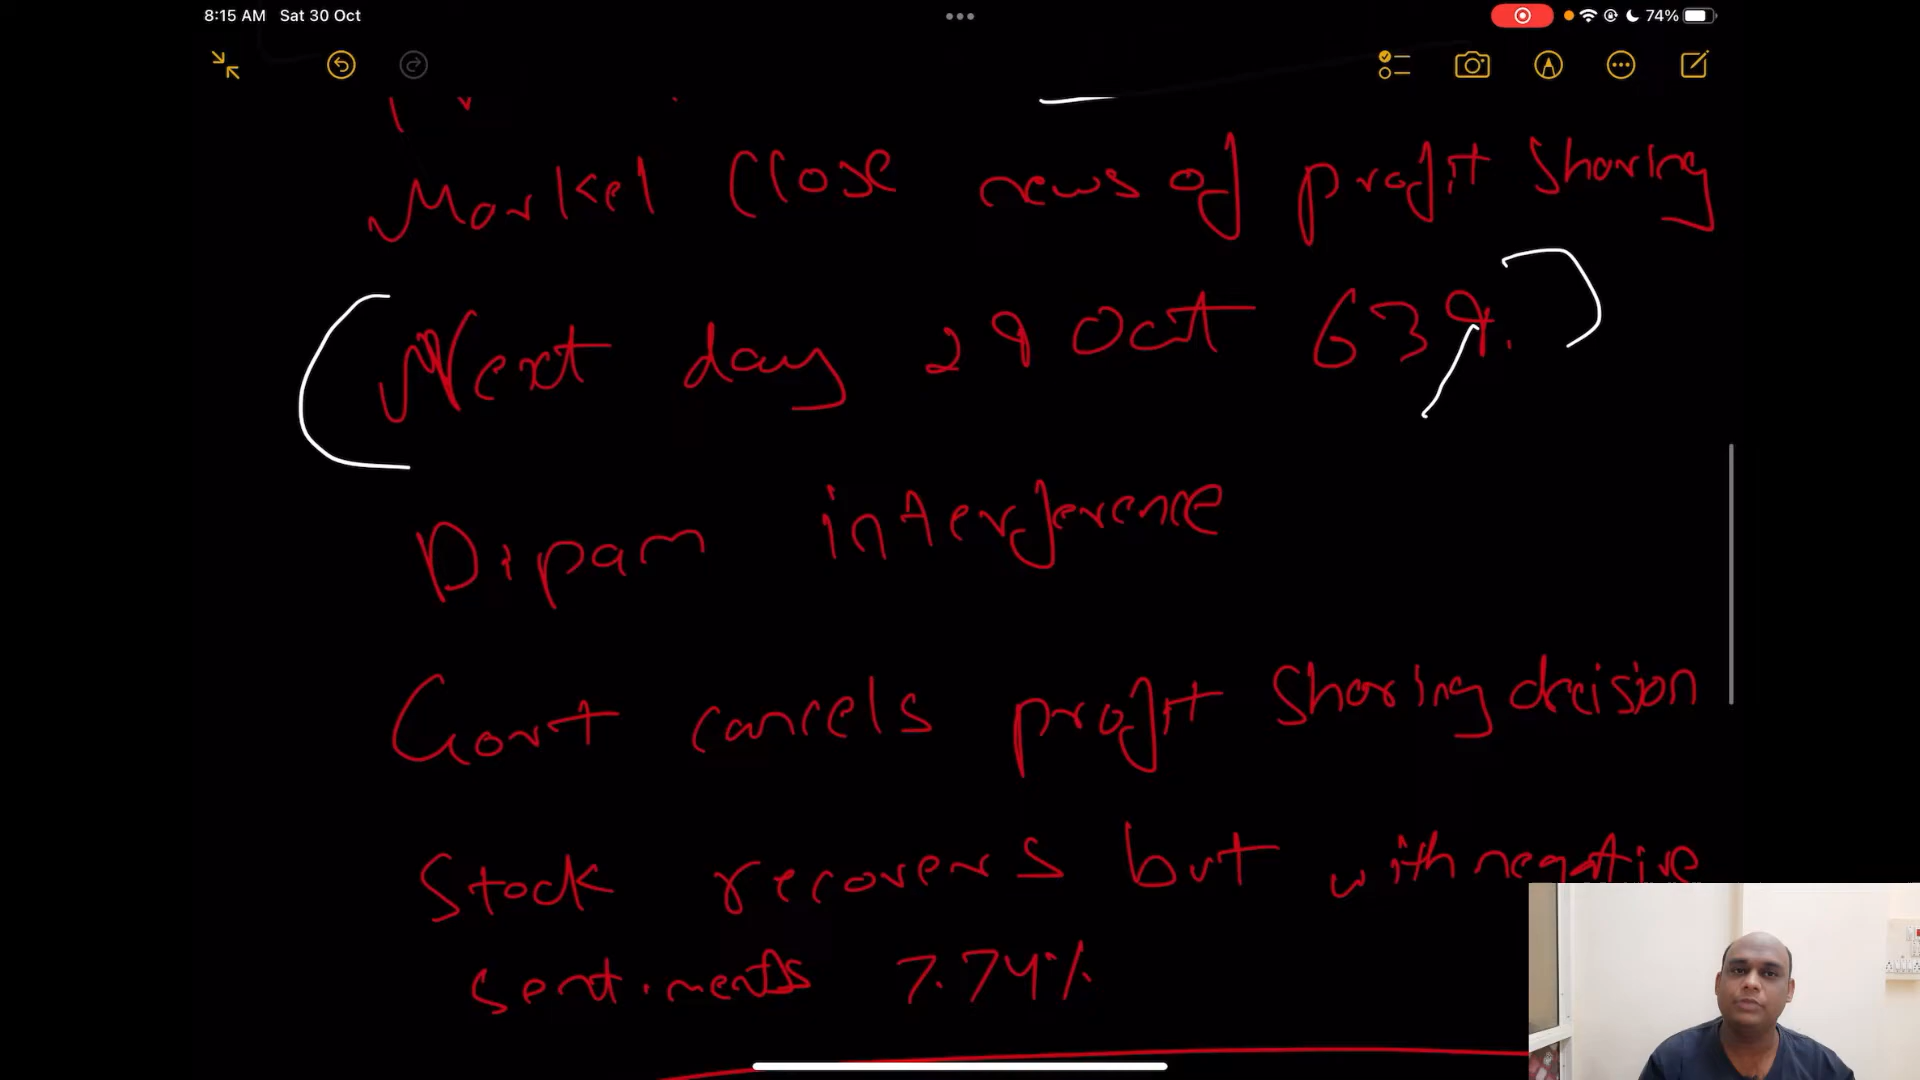 8:15 AM Sat 30 Oct
74%
Market Close news of profit Sharing
Next day 29 Oct 639.
Dipam interference
Govt cancels profit Sharing decision
Stock recovers but with negative
sentiments 7.74%